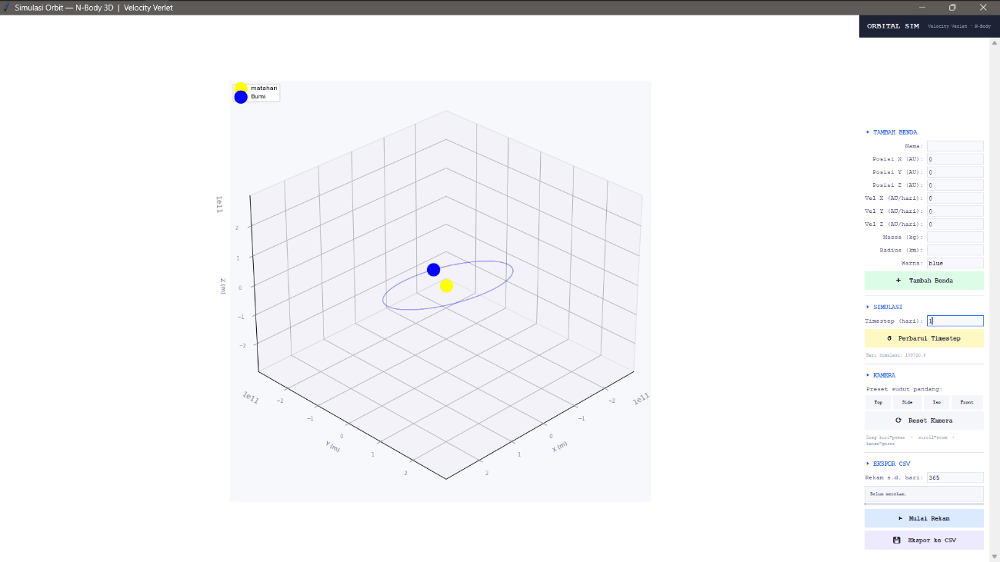 Simulasi Orbit — N-Body 3D | Velocity Verlet
ORBITAL SIM Velocity Verlet · N-Body
matahari
Bumi
1e11
2
1
0
−1
−2
Z (m)
1e11
−2
−1
0
1
2
Y (m)
1e11
−2
−1
0
1
2
X (m)
▸ TAMBAH BENDA
Nama:
Posisi X (AU): 0
Posisi Y (AU): 0
Posisi Z (AU): 0
Vel X (AU/hari): 0
Vel Y (AU/hari): 0
Vel Z (AU/hari): 0
Massa (kg):
Radius (km):
Warna: blue
+ Tambah Benda
▸ SIMULASI
Timestep (hari): 1
Perbarui Timestep
Hari simulasi: 109720.0
▸ KAMERA
Preset sudut pandang:
Top Side Iso Front
⟳ Reset Kamera
Drag kiri=putar · scroll=zoom ·
kanan=geser
▸ EKSPOR CSV
Rekam s.d. hari: 365
Belum merekam.
▸ Mulai Rekam
Ekspor ke CSV